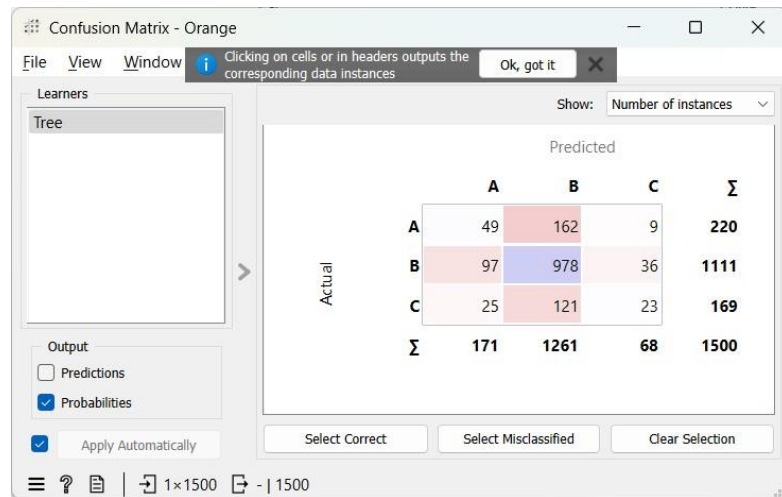 Confusion Matrix - Orange
File View Window
Clicking on cells or in headers outputs the
corresponding data instances
Ok, got it
Learners
Tree
Show: Number of instances
Predicted
A B C Σ
Actual
A 49 162 9 220
B 97 978 36 1111
C 25 121 23 169
Σ 171 1261 68 1500
Output
Predictions
Probabilities
Apply Automatically
Select Correct Select Misclassified Clear Selection
1×1500 - | 1500